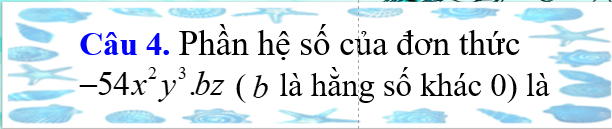 Câu 4. Phần hệ số của đơn thức
−54x²y³.bz ( b là hằng số khác 0) là